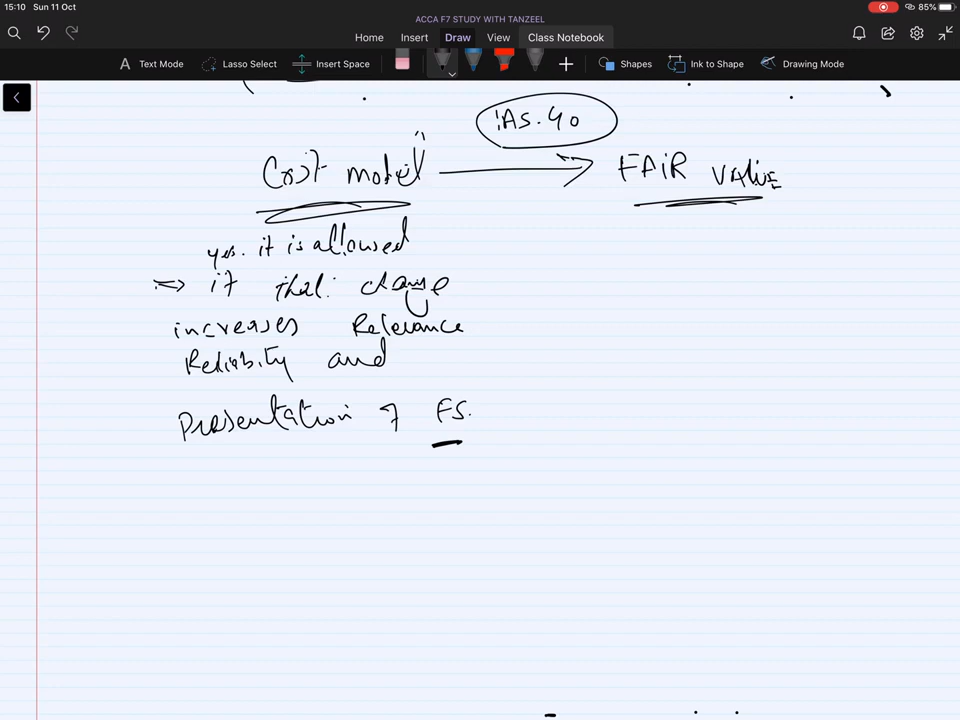 15:10 Sun 11 Oct
85%
ACCA F7 STUDY WITH TANZEEL
Home Insert Draw View Class Notebook
Text Mode Lasso Select Insert Space Shapes Ink to Shape Drawing Mode
IAS.40
Cost model FAIR value
yes. it is allowed
⇒ if that change
increases Relevance
Reliability and
Presentation of FS.